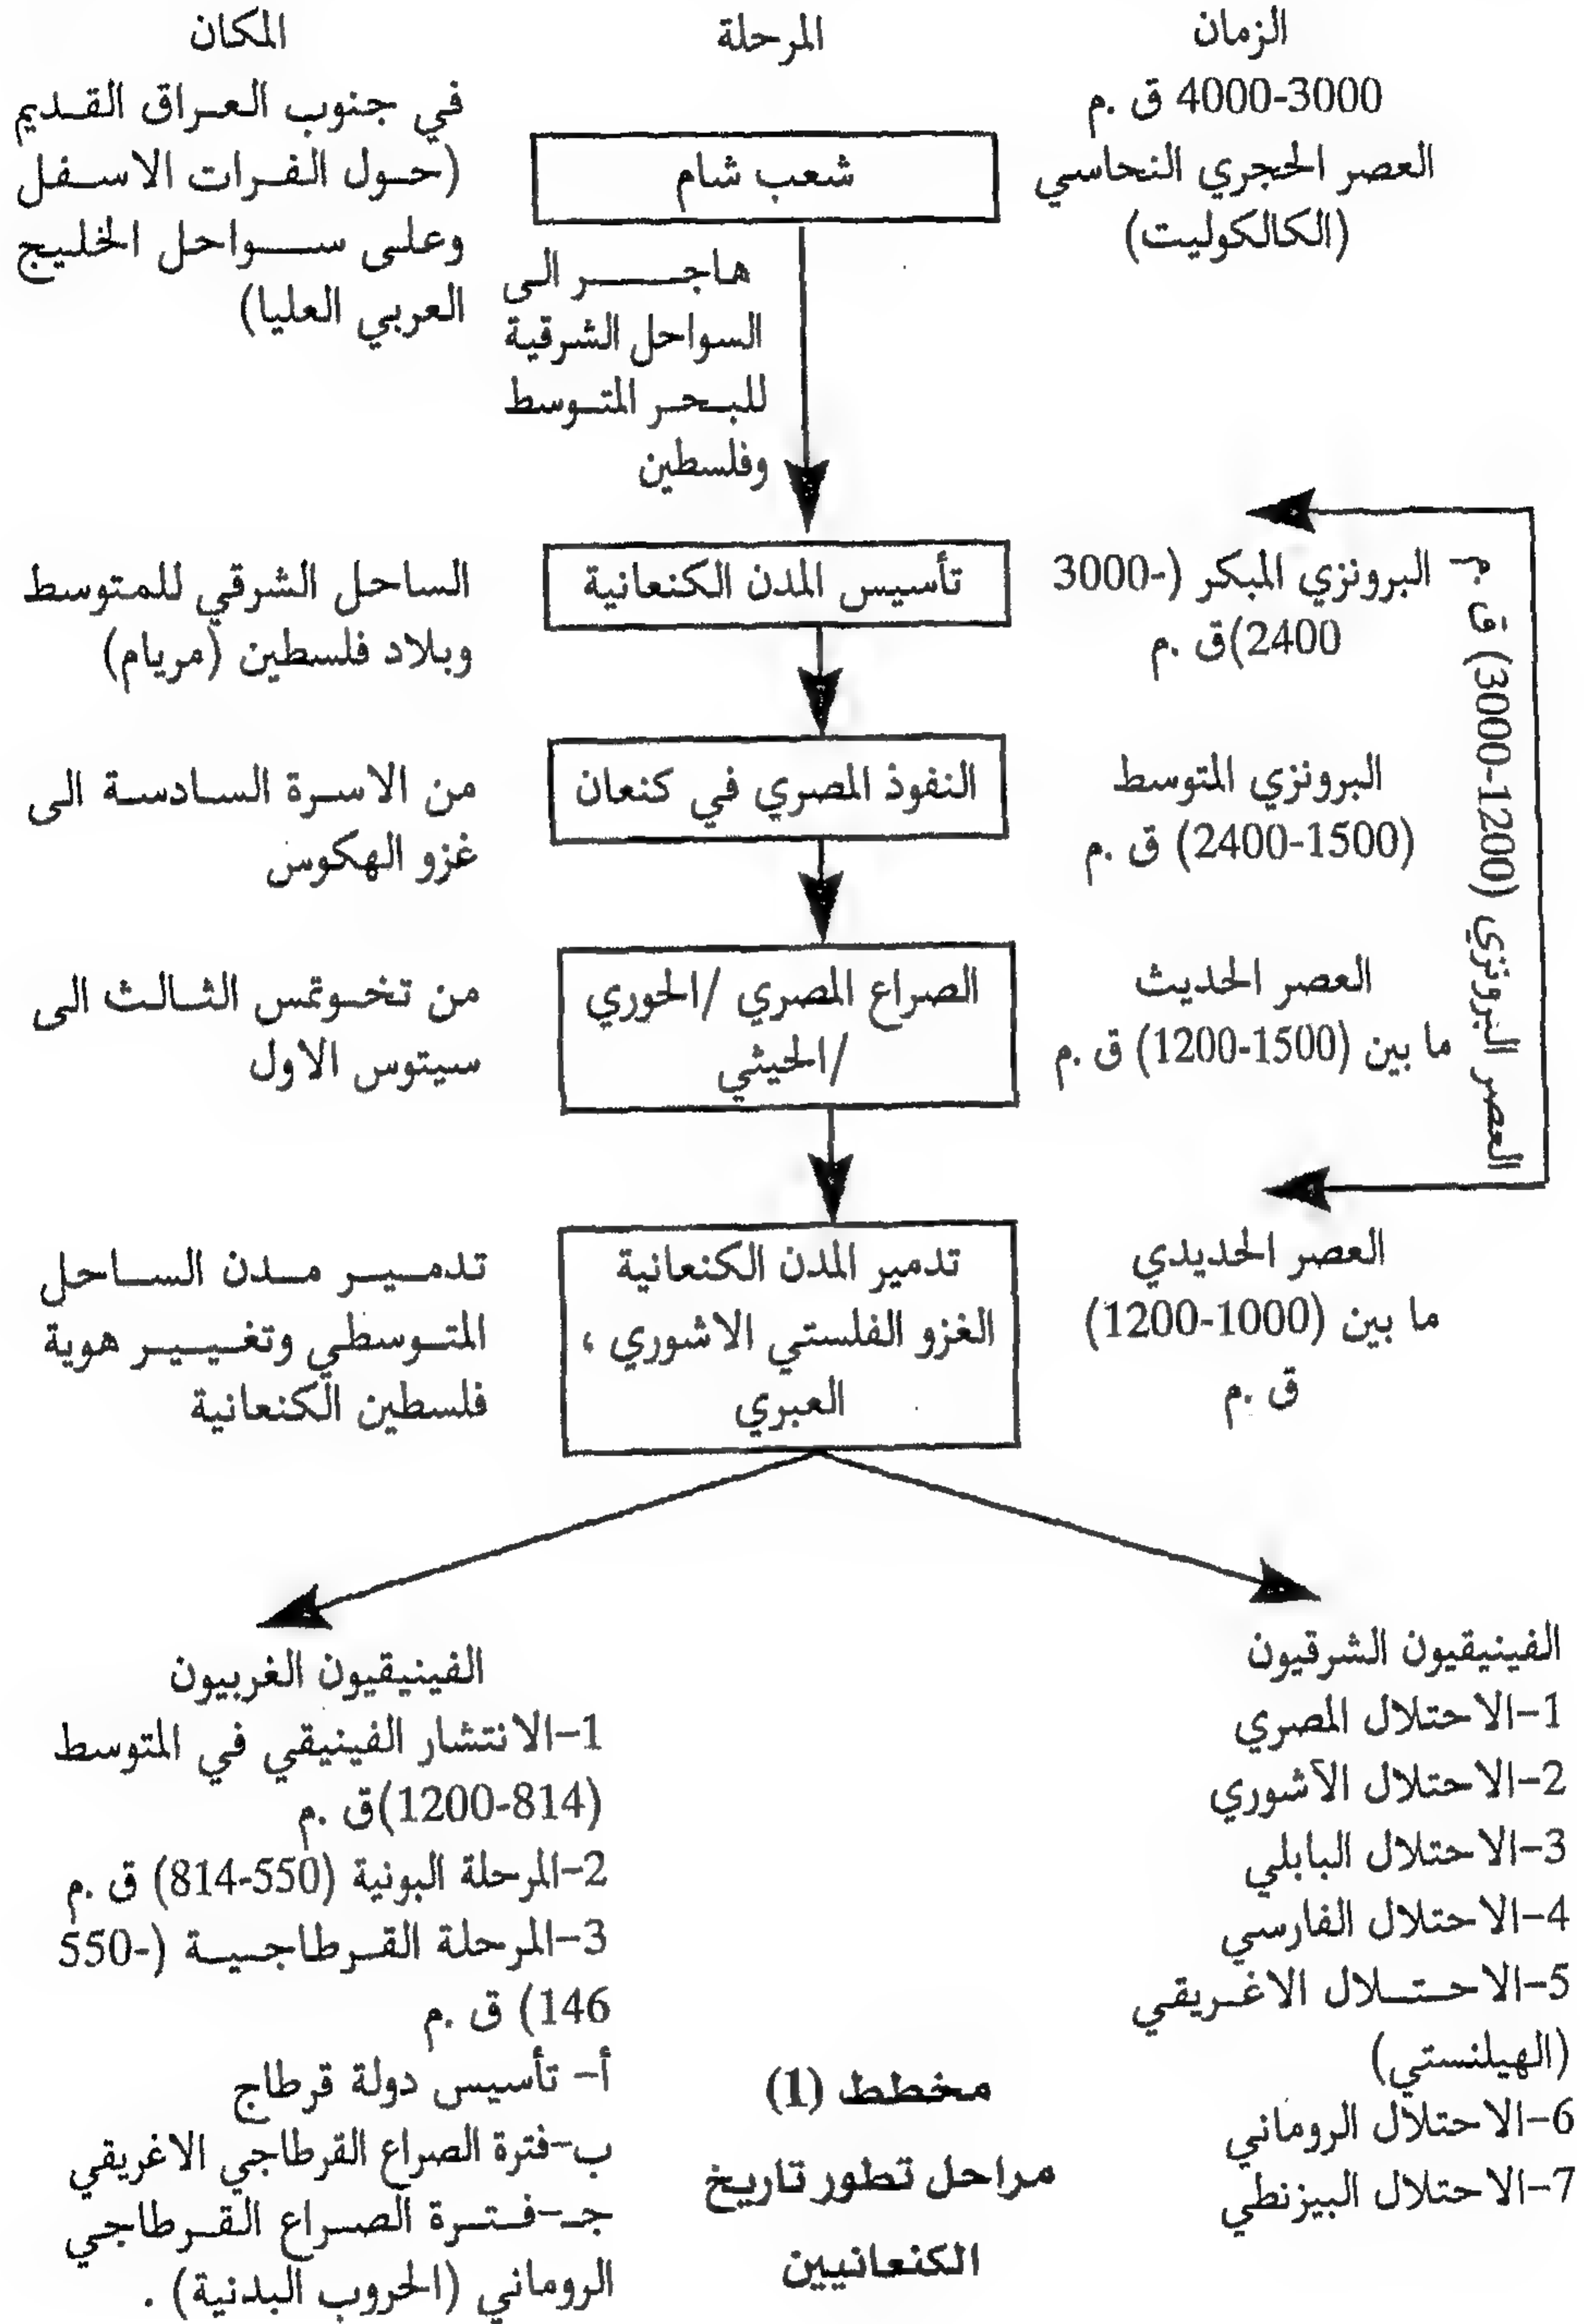 الزمان
المرحلة
المكان
4000-3000 ق .م
العصر الحجري النحاسي
(الكالكوليت)
شعب شام
في جنوب العراق القديم
(حول الفرات الاسفل
وعلى سواحل الخليج
العربي العليا)
هاجر الى
السواحل الشرقية
للبحر المتوسط
وفلسطين
العصر البرونزي (3000-1200) ق .م
البرونزي المبكر (3000-
2400)ق .م
تأسيس المدن الكنعانية
الساحل الشرقي للمتوسط
وبلاد فلسطين (مريام)
البرونزي المتوسط
(2400-1500) ق .م
النفوذ المصري في كنعان
من الاسرة السادسة الى
غزو الهكوس
العصر الحديث
ما بين (1500-1200) ق .م
الصراع المصري /الحوري
/الحيثي
من تخوتمس الثالث الى
سيتوس الاول
العصر الحديدي
ما بين (1200-1000)
ق .م
تدمير المدن الكنعانية
الغزو الفلستي الاشوري ،
العبري
تدمير مدن الساحل
المتوسطي وتغيير هوية
فلسطين الكنعانية
الفينيقيون الشرقيون
1-الاحتلال المصري
2-الاحتلال الآشوري
3-الاحتلال البابلي
4-الاحتلال الفارسي
5-الاحتلال الاغريقي
(الهيلنستي)
6-الاحتلال الروماني
7-الاحتلال البيزنطي
الفينيقيون الغربيون
1-الانتشار الفينيقي في المتوسط
(1200-814)ق .م
2-المرحلة البونية (814-550) ق .م
3-المرحلة القرطاجية (550-
146) ق .م
أ- تأسيس دولة قرطاج
ب-فترة الصراع القرطاجي الاغريقي
جـ-فترة الصراع القرطاجي
الروماني (الحروب البدنية) .
مخطط (1)
مراحل تطور تاريخ
الكنعانيين